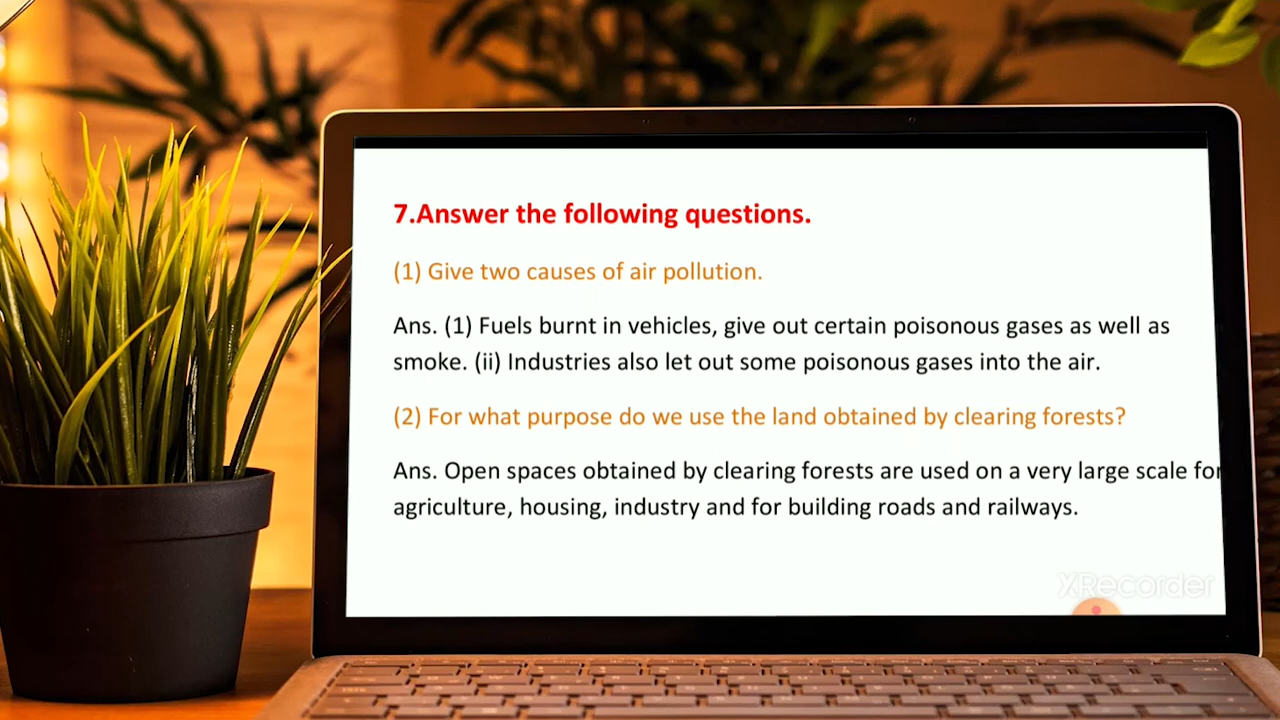 7.Answer the following questions.
(1) Give two causes of air pollution.
Ans. (1) Fuels burnt in vehicles, give out certain poisonous gases as well as
smoke. (ii) Industries also let out some poisonous gases into the air.
(2) For what purpose do we use the land obtained by clearing forests?
Ans. Open spaces obtained by clearing forests are used on a very large scale for
agriculture, housing, industry and for building roads and railways.
XRecorder